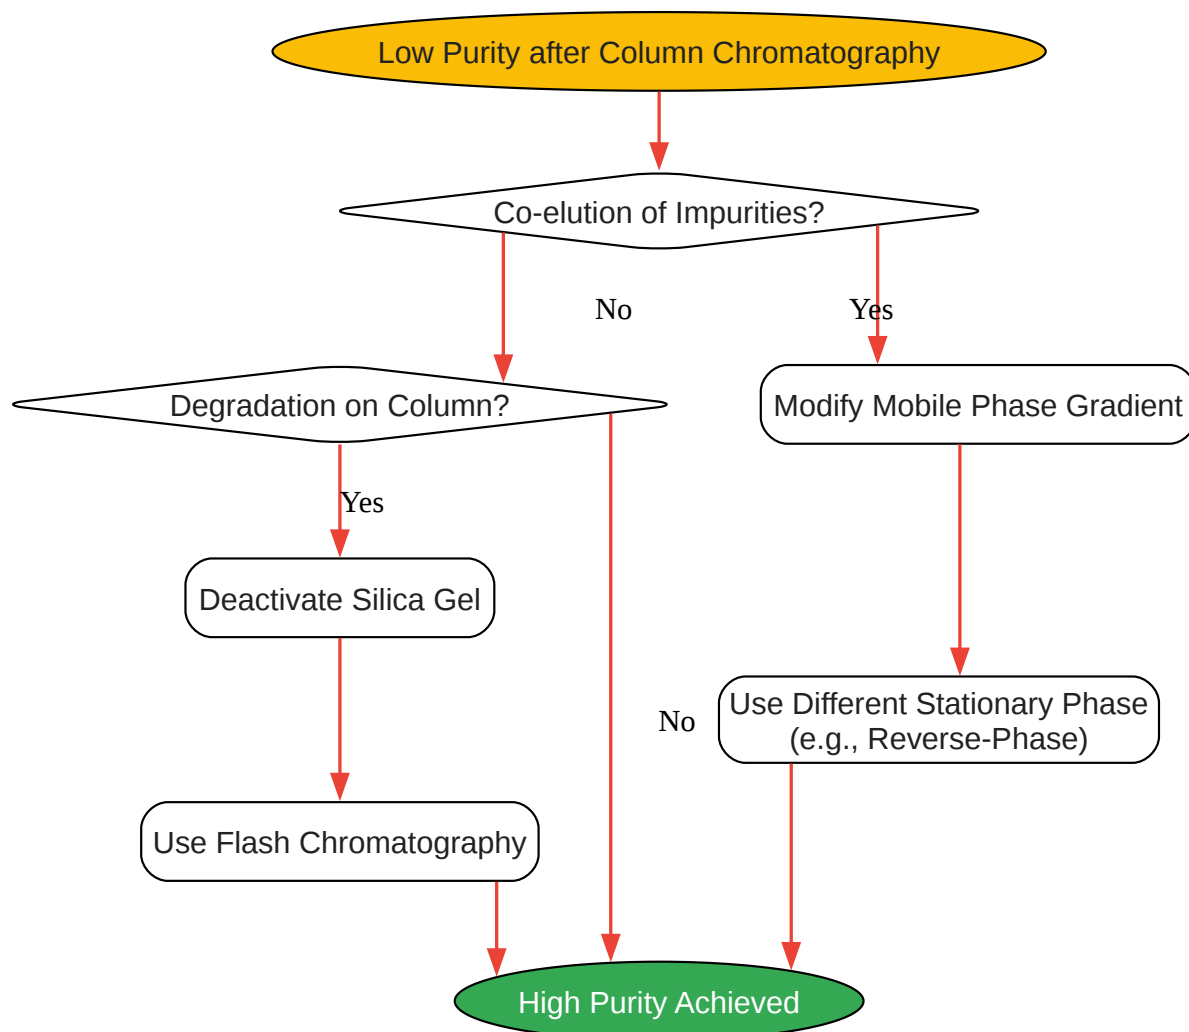 Low Purity after Column Chromatography
Co-elution of Impurities?
No
Yes
Degradation on Column?
Modify Mobile Phase Gradient
Yes
Deactivate Silica Gel
Use Different Stationary Phase
(e.g., Reverse-Phase)
No
Use Flash Chromatography
High Purity Achieved